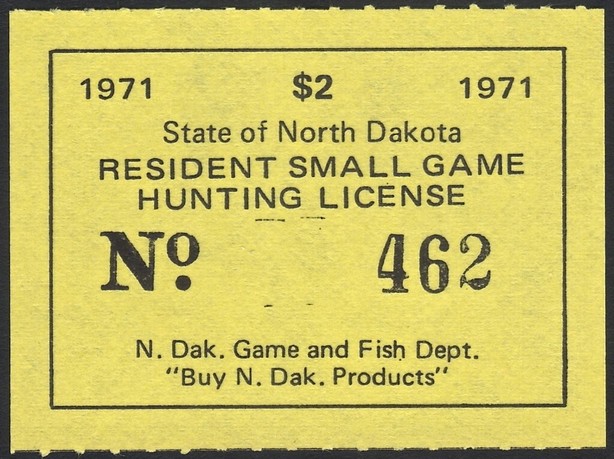 1971 $2 1971
State of North Dakota
RESIDENT SMALL GAME
HUNTING LICENSE
Nº. 462
N. Dak. Game and Fish Dept.
"Buy N. Dak. Products"